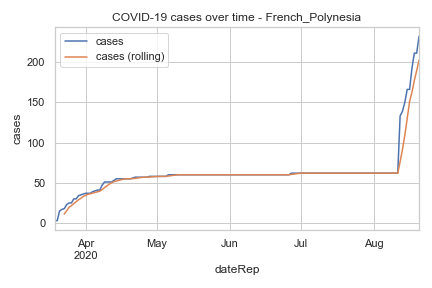 COVID-19 cases over time - French_Polynesia
cases
cases (rolling)
cases
200
150
100
50
0
Apr May Jun Jul Aug
2020
dateRep